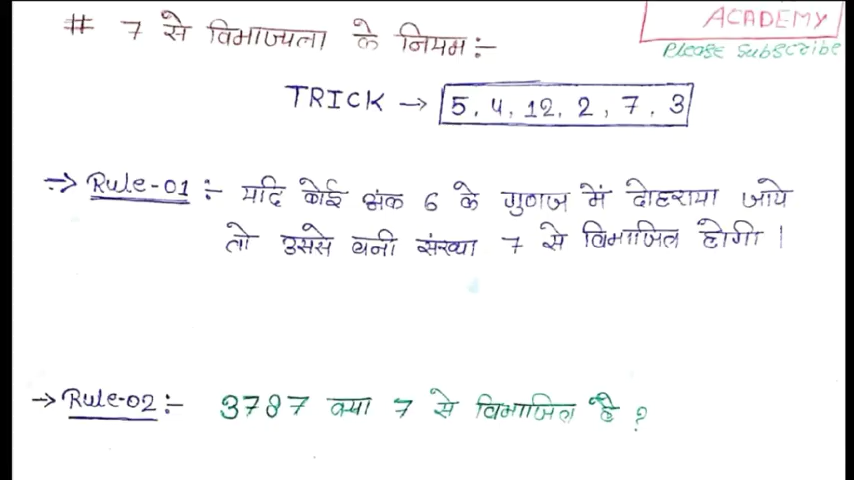 ACADEMY
Please Subscribe
# 7 से विभाज्यता के नियम:-
TRICK → 5, 4, 12, 2, 7, 3
→ Rule-01 :- यदि कोई अंक 6 के गुणज में दोहराया जाये
तो उससे बनी संख्या 7 से विभाजित होगी।
→ Rule-02 :- 3787 क्या 7 से विभाजित है ?